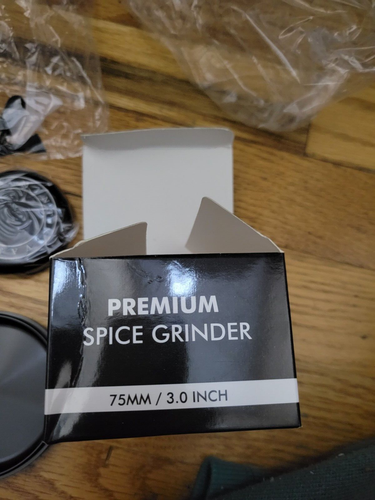 PREMIUM
SPICE GRINDER
75MM / 3.0 INCH